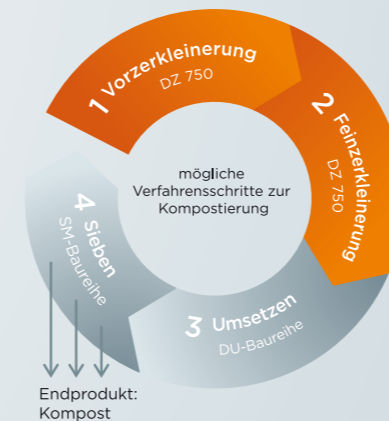 1 Vorzerkleinerung
DZ 750
2 Feinzerkleinerung
DZ 750
3 Umsetzen
DU-Baureihe
4 Sieben
SM-Baureihe
mögliche
Verfahrensschritte zur
Kompostierung
Endprodukt:
Kompost